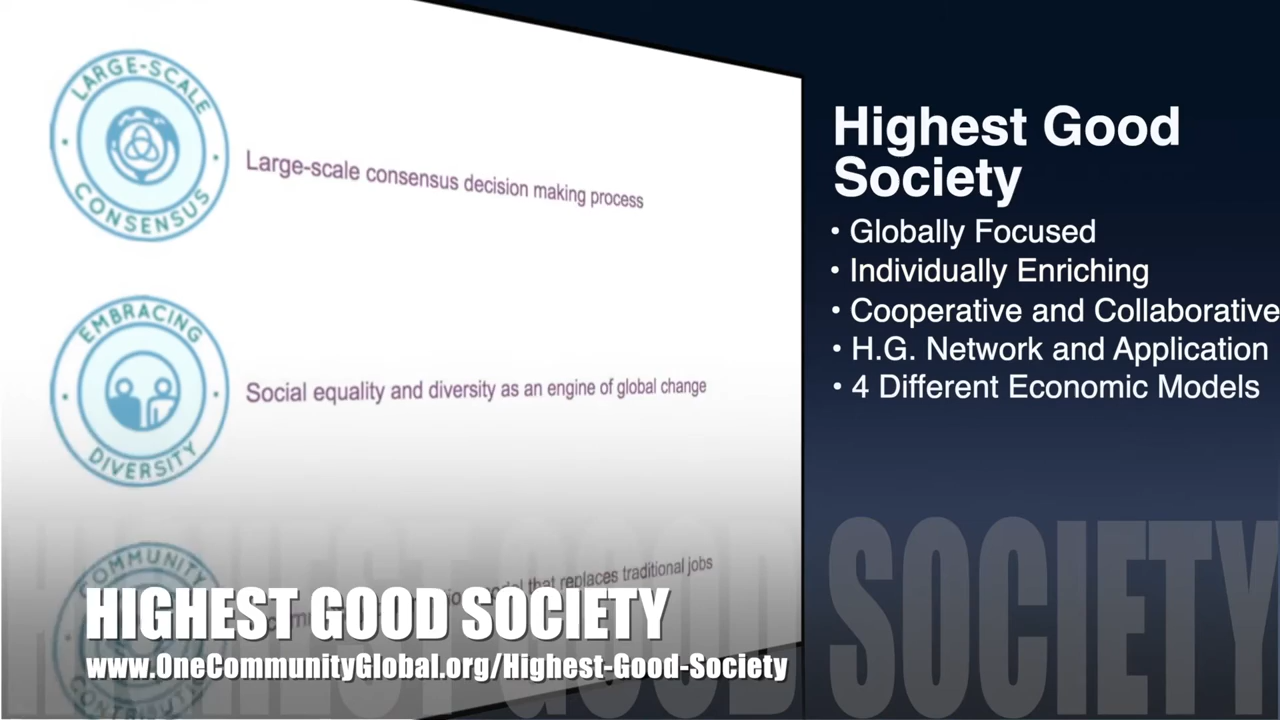 LARGE-SCALE
CONSENSUS
Large-scale consensus decision making process
EMBRACING
DIVERSITY
Social equality and diversity as an engine of global change
COMMUNITY
that replaces traditional jobs
Highest Good
Society
• Globally Focused
• Individually Enriching
• Cooperative and Collaborative
• H.G. Network and Application
• 4 Different Economic Models
HIGHEST GOOD SOCIETY
HIGHEST GOOD SOCIETY
www.OneCommunityGlobal.org/Highest-Good-Society